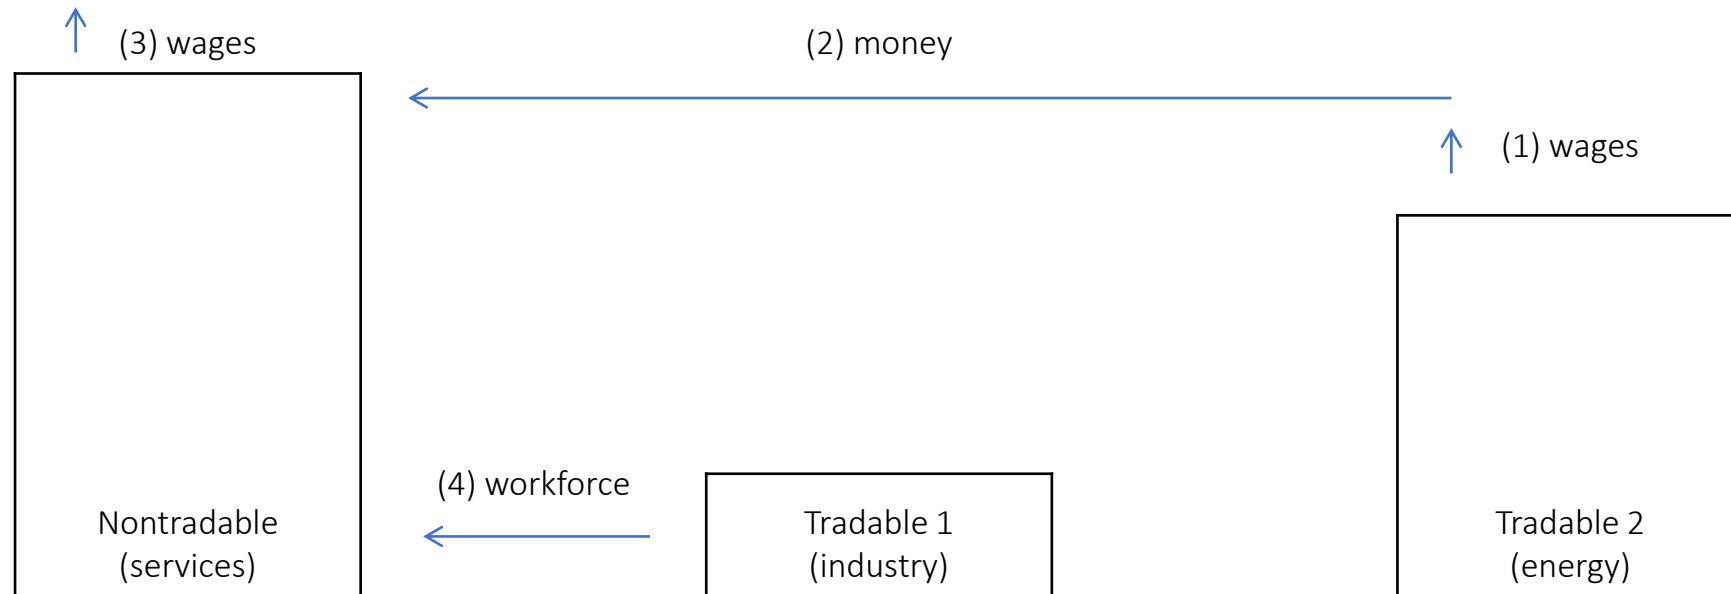 (3) wages
(2) money
(1) wages
(4) workforce
Nontradable
(services)
Tradable 1
(industry)
Tradable 2
(energy)